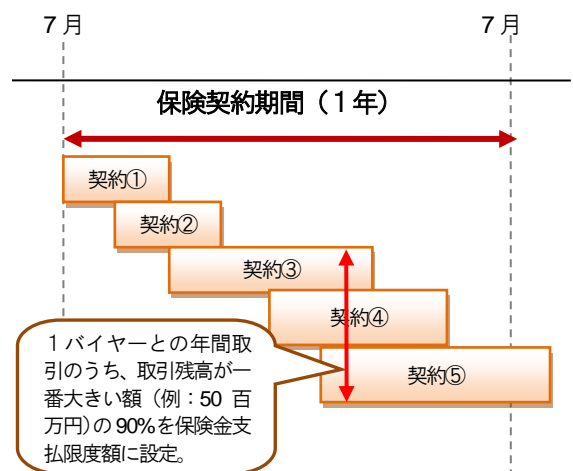 7月
7月
保険契約期間（1年）
契約①
契約②
契約③
契約④
契約⑤
1バイヤーとの年間取
引のうち、取引残高が一
番大きい額（例：50 百
万円）の 90%を保険金支
払限度額に設定。